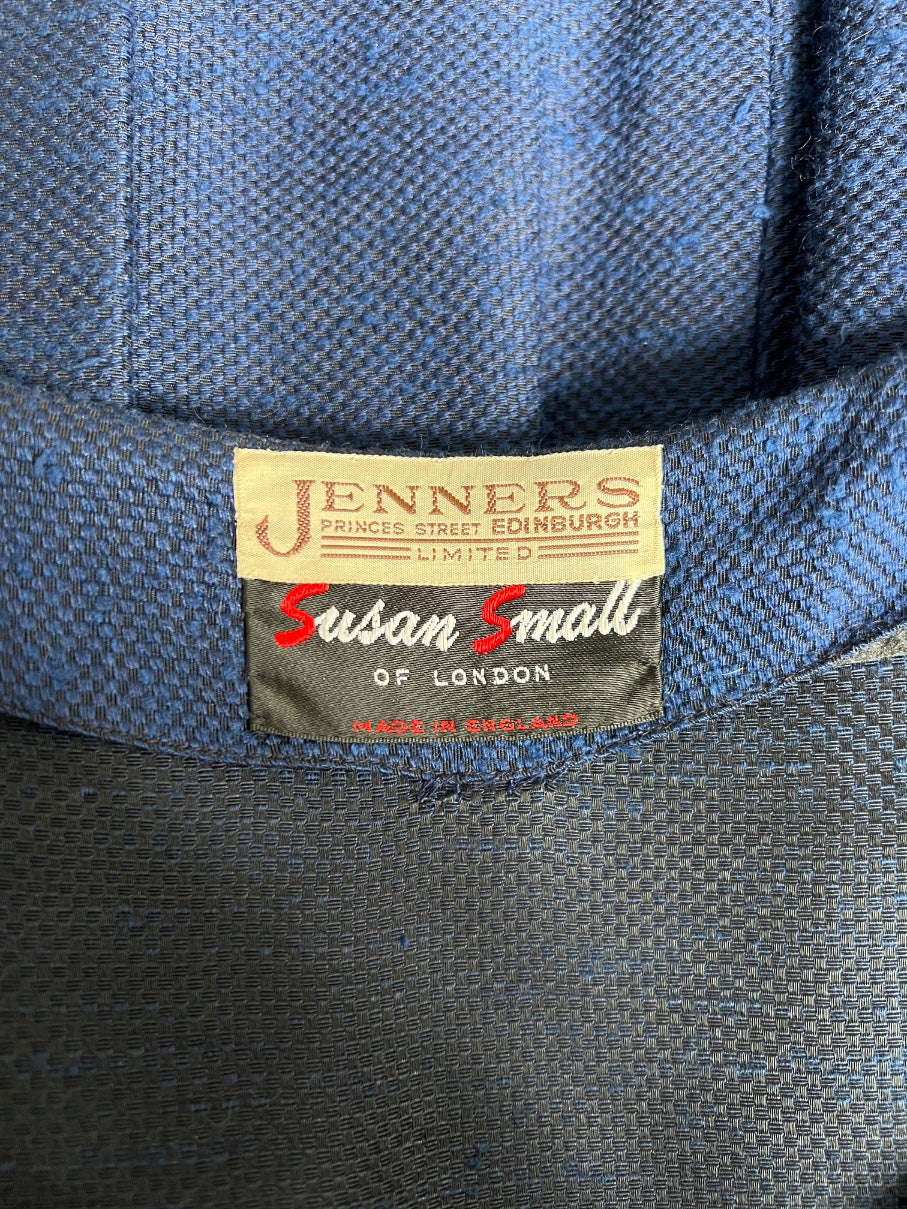 JENNERS
PRINCES STREET EDINBURGH
LIMITED
Susan Small
OF LONDON
MADE IN ENGLAND